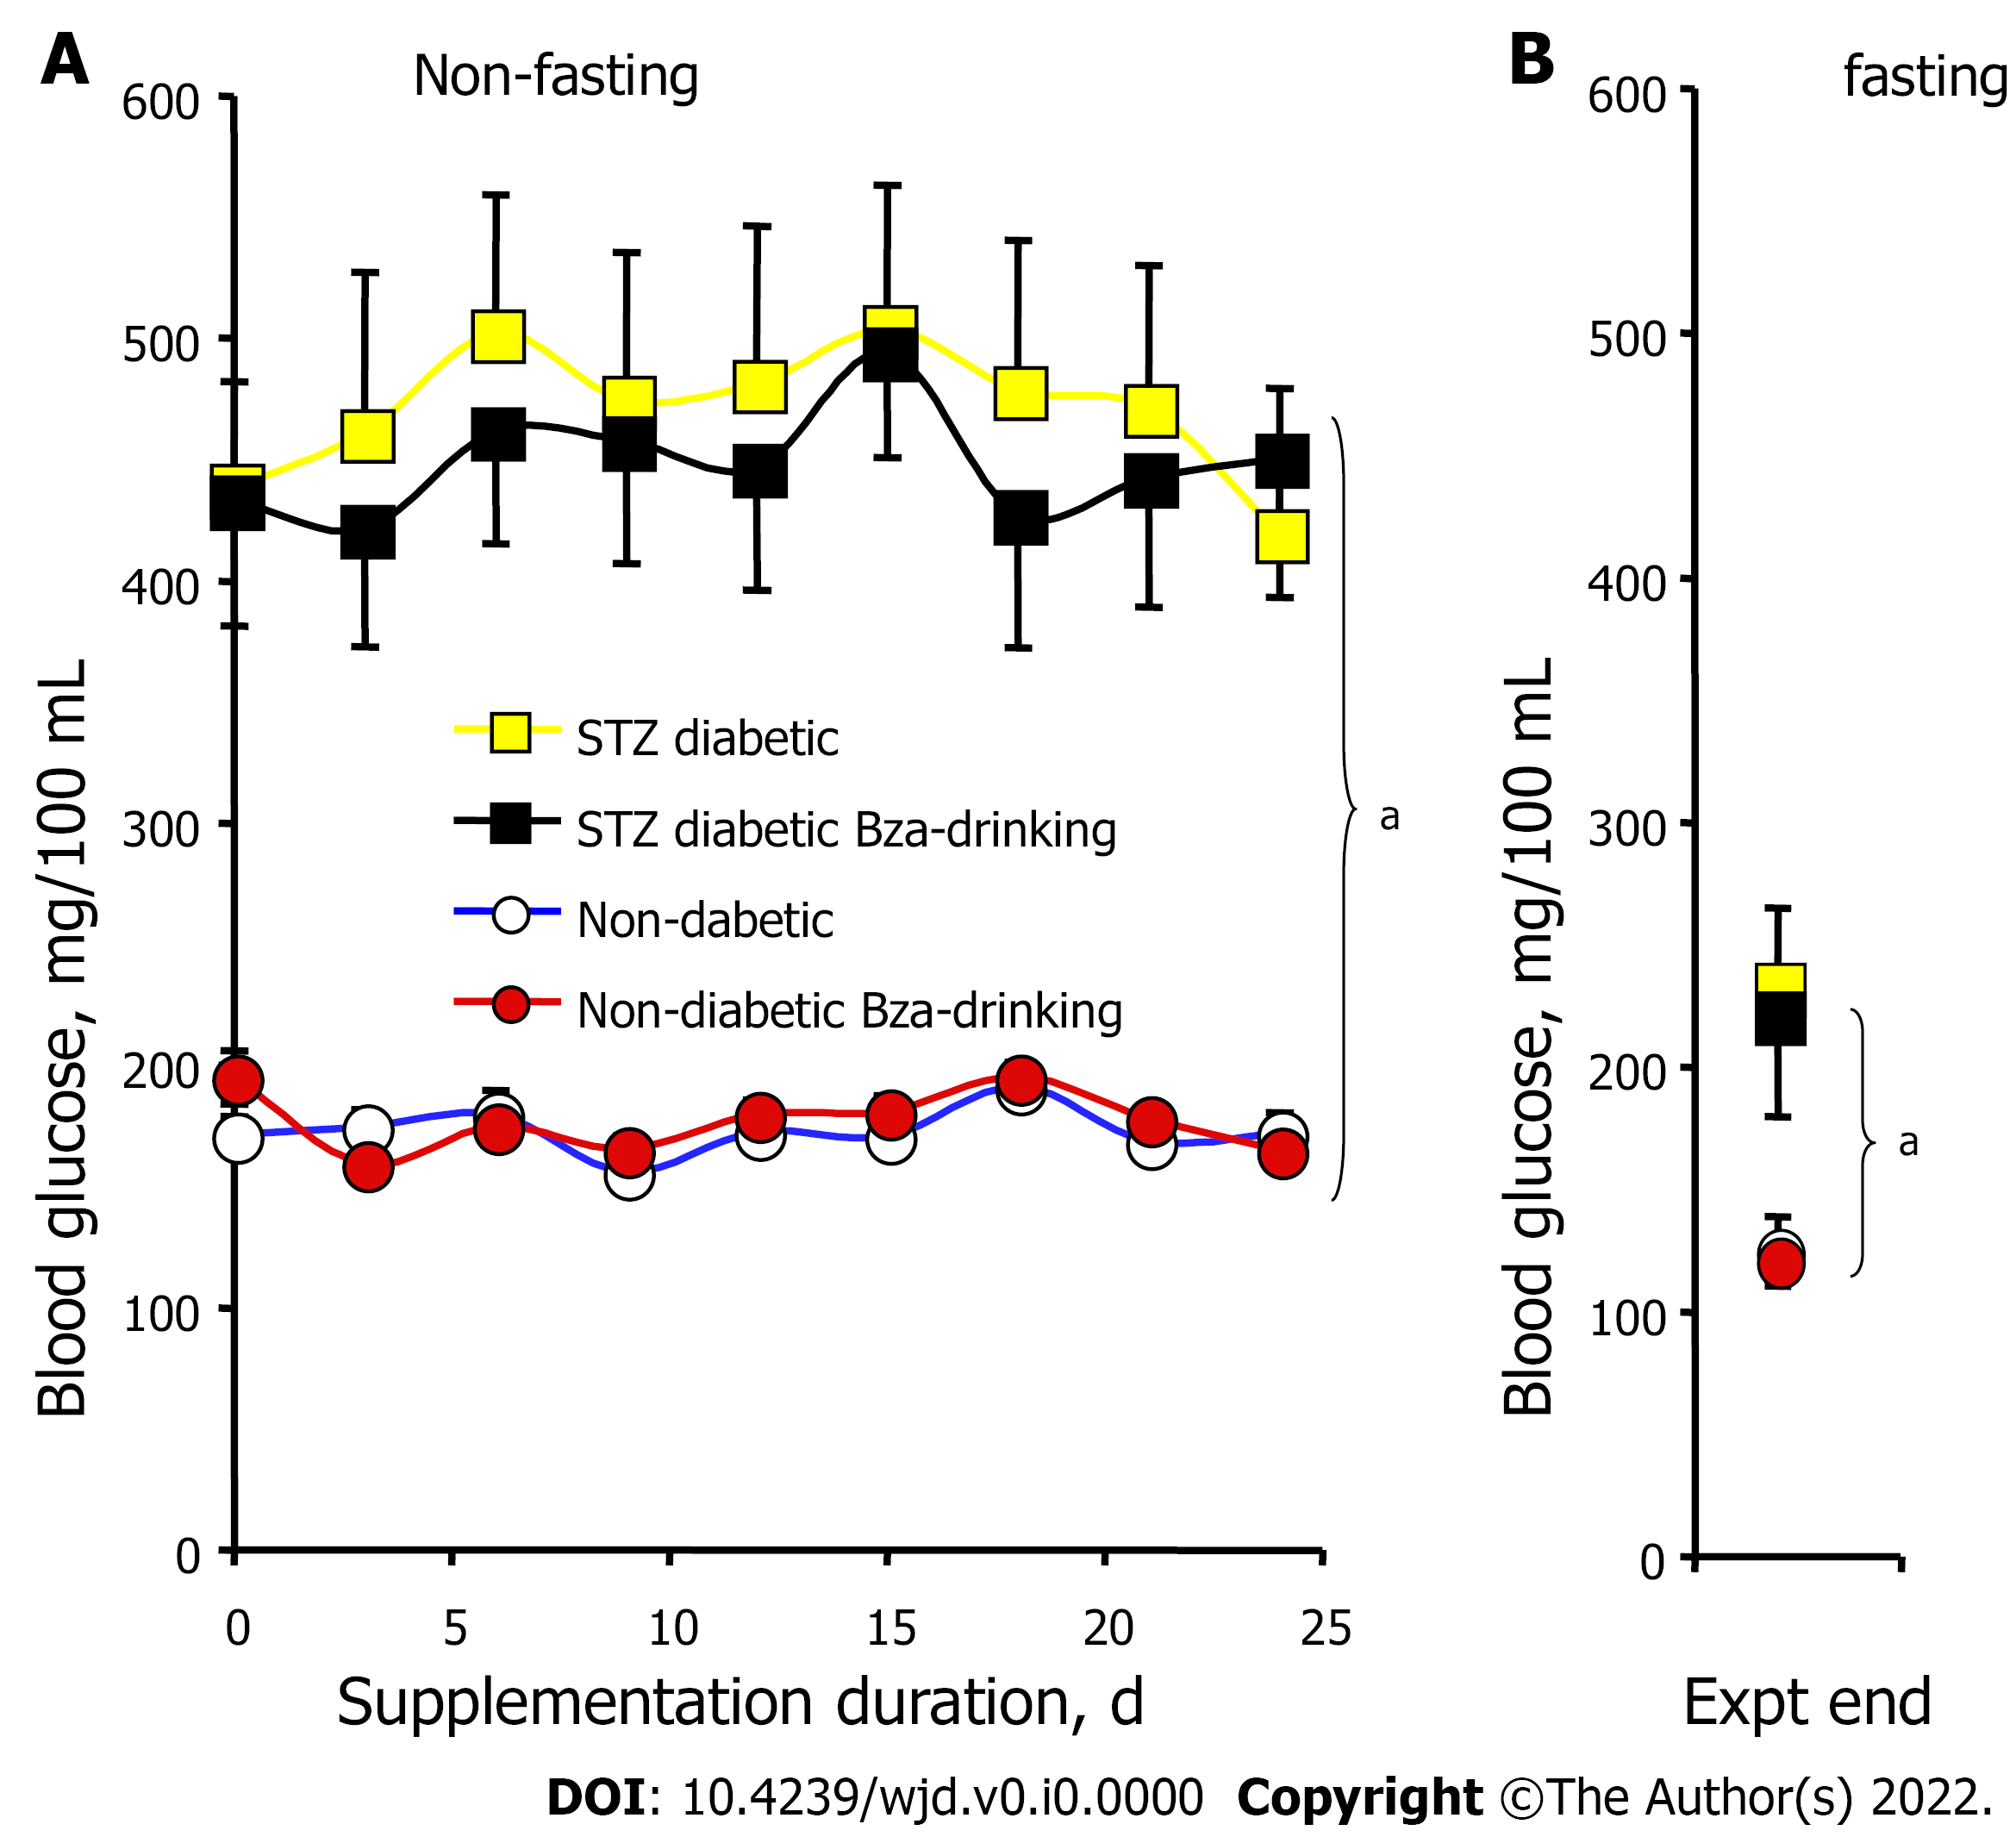 A
Non-fasting
600
500
400
300
200
100
0
Blood glucose, mg/100 mL
STZ diabetic
STZ diabetic Bza-drinking
Non-dabetic
Non-diabetic Bza-drinking
a
0 5 10 15 20 25
Supplementation duration, d
B
fasting
600
500
400
300
200
100
0
Blood glucose, mg/100 mL
a
Expt end
DOI: 10.4239/wjd.v0.i0.0000 Copyright ©The Author(s) 2022.